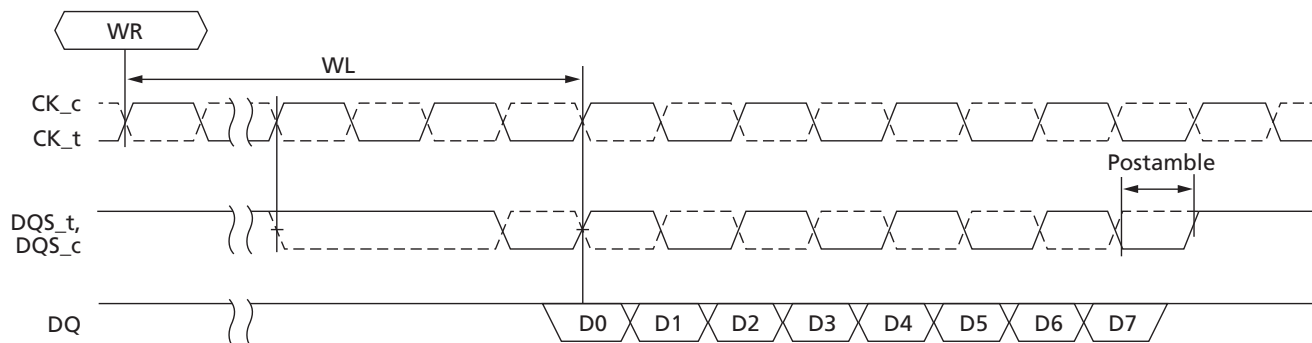 WR
WL
CK_c
CK_t
Postamble
DQS_t,
DQS_c
DQ
D0 D1 D2 D3 D4 D5 D6 D7